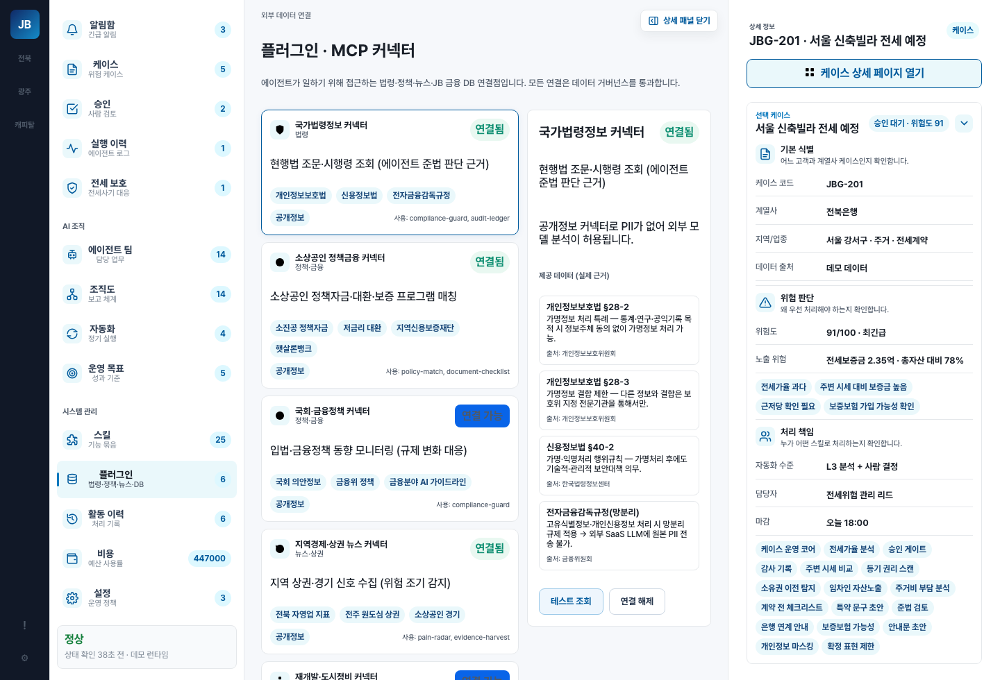 JB
전북
광주
캐피탈
!
알림함
긴급 알림
3
케이스
위험 케이스
5
승인
사람 검토
2
실행 이력
에이전트 로그
1
전세 보호
전세사기 대응
1
AI 조직
에이전트 팀
담당 업무
14
조직도
보고 체계
14
자동화
정기 실행
4
운영 목표
성과 기준
5
시스템 관리
스킬
기능 묶음
25
플러그인
법령·정책·뉴스·DB
6
활동 이력
처리 기록
6
비용
예산 사용률
447000
설정
운영 정책
3
정상
상태 확인 38초 전 · 데모 런타임
외부 데이터 연결
상세 패널 닫기
플러그인 · MCP 커넥터
에이전트가 일하기 위해 접근하는 법령·정책·뉴스·JB 금융 DB 연결점입니다. 모든 연결은 데이터 거버넌스를 통과합니다.
국가법령정보 커넥터
법령
연결됨
현행법 조문·시행령 조회 (에이전트 준법 판단 근거)
개인정보보호법
신용정보법
전자금융감독규정
공개정보
사용: compliance-guard, audit-ledger
소상공인 정책금융 커넥터
정책·금융
연결됨
소상공인 정책자금·대환·보증 프로그램 매칭
소진공 정책자금
저금리 대환
지역신용보증재단
햇살론뱅크
공개정보
사용: policy-match, document-checklist
국회·금융정책 커넥터
정책·금융
연결 가능
입법·금융정책 동향 모니터링 (규제 변화 대응)
국회 의안정보
금융위 정책
금융분야 AI 가이드라인
공개정보
사용: compliance-guard
지역경제·상권 뉴스 커넥터
뉴스·상권
연결됨
지역 상권·경기 신호 수집 (위험 조기 감지)
전북 자영업 지표
전주 원도심 상권
소상공인 경기
공개정보
사용: pain-radar, evidence-harvest
재개발·도시정비 커넥터
국가법령정보 커넥터
연결됨
현행법 조문·시행령 조회 (에이전트
준법 판단 근거)
공개정보 커넥터로 PII가 없어 외부 모
델 분석이 허용됩니다.
제공 데이터 (실제 근거)
개인정보보호법 §28-2
가명정보 처리 특례 — 통계·연구·공익기록 목
적 시 정보주체 동의 없이 가명정보 처리 가
능.
출처: 개인정보보호위원회
개인정보보호법 §28-3
가명정보 결합 제한 — 다른 정보와 결합은 보
호위 지정 전문기관을 통해서만.
출처: 개인정보보호위원회
신용정보법 §40-2
가명·익명처리 행위규칙 — 가명처리 후에도
기술적·관리적 보안대책 의무.
출처: 한국법령정보센터
전자금융감독규정(망분리)
고유식별정보·개인신용정보 처리 시 망분리
규제 적용 → 외부 SaaS LLM에 원본 PII 전
송 불가.
출처: 금융위원회
테스트 조회
연결 해제
상세 정보
JBG-201 · 서울 신축빌라 전세 예정
케이스
케이스 상세 페이지 열기
선택 케이스
서울 신축빌라 전세 예정
승인 대기 · 위험도 91
기본 식별
어느 고객과 계열사 케이스인지 확인합니다.
케이스 코드
JBG-201
계열사
전북은행
지역/업종
서울 강서구 · 주거 · 전세계약
데이터 출처
데모 데이터
위험 판단
왜 우선 처리해야 하는지 확인합니다.
위험도
91/100 · 최긴급
노출 위험
전세보증금 2.35억 · 총자산 대비 78%
전세가율 과다
주변 시세 대비 보증금 높음
근저당 확인 필요
보증보험 가입 가능성 확인
처리 책임
누가 어떤 스킬로 처리하는지 확인합니다.
자동화 수준
L3 분석 + 사람 결정
담당자
전세위험 관리 리드
마감
오늘 18:00
케이스 운영 코어
전세가율 분석
승인 게이트
감사 기록
주변 시세 비교
등기 권리 스캔
소유권 이전 탐지
임차인 자산노출
주거비 부담 분석
계약 전 체크리스트
특약 문구 초안
준법 검토
은행 연계 안내
보증보험 가능성
안내문 초안
개인정보 마스킹
확정 표현 제한